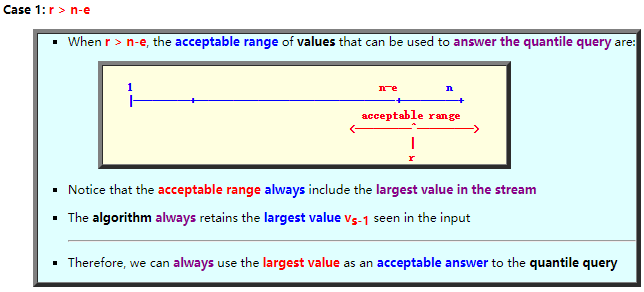 Case 1: r > n-e
When r > n-e, the acceptable range of values that can be used to answer the quantile query are:
1 n-e n
acceptable range
r
Notice that the acceptable range always include the largest value in the stream
The algorithm always retains the largest value vs-1 seen in the input
Therefore, we can always use the largest value as an acceptable answer to the quantile query